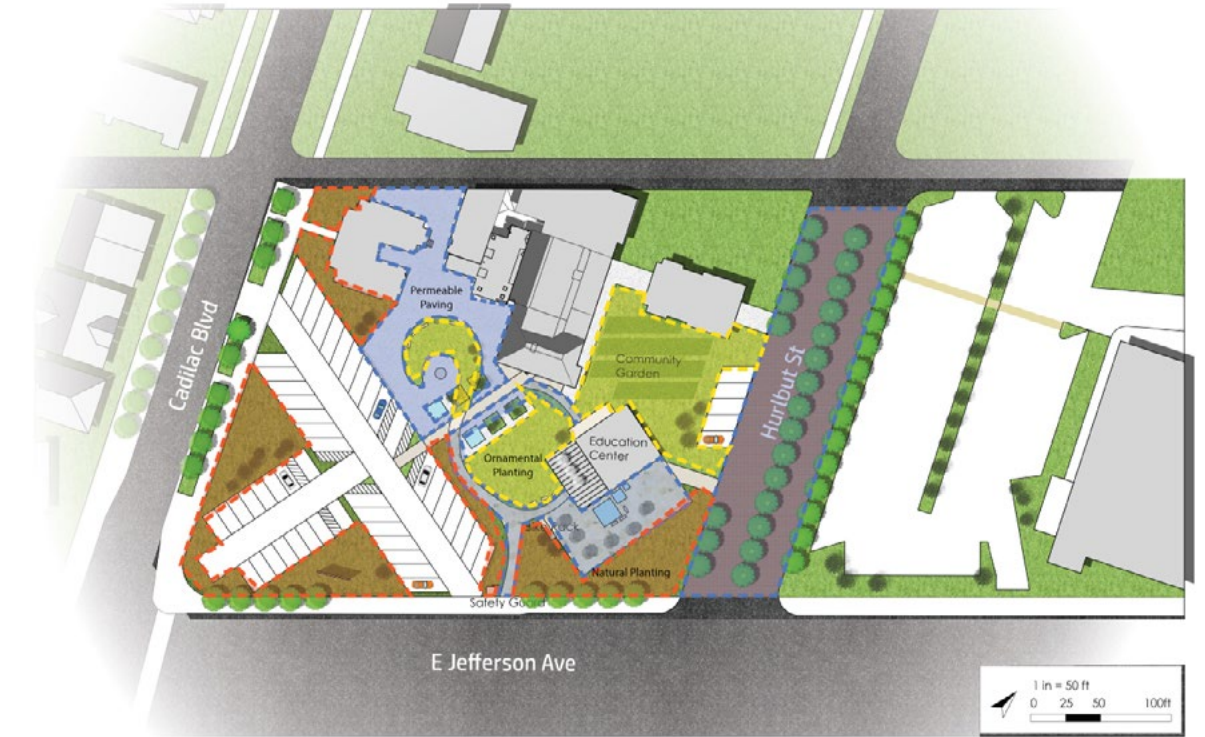 Permeable
Paving
Cadilac Blvd
Community
Garden
Hurlbut St
Education
Center
Ornamental
Planting
Natural Planting
Safety Guard
E Jefferson Ave
1 in = 50 ft
0 25 50 100ft